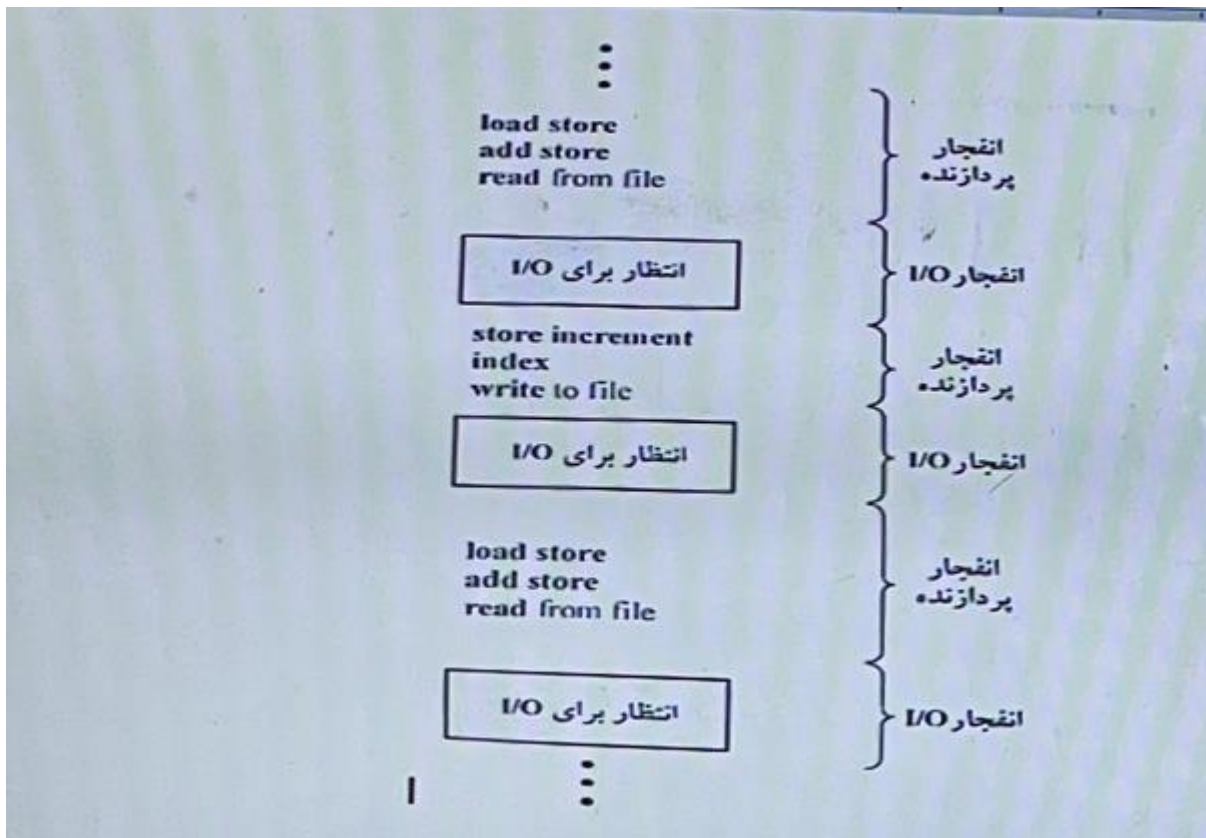 load store
add store
read from file
انفجار
پردازنده
انتظار برای I/O
انفجار I/O
store increment
index
write to file
انفجار
پردازنده
انتظار برای I/O
انفجار I/O
load store
add store
read from file
انفجار
پردازنده
انتظار برای I/O
انفجار I/O